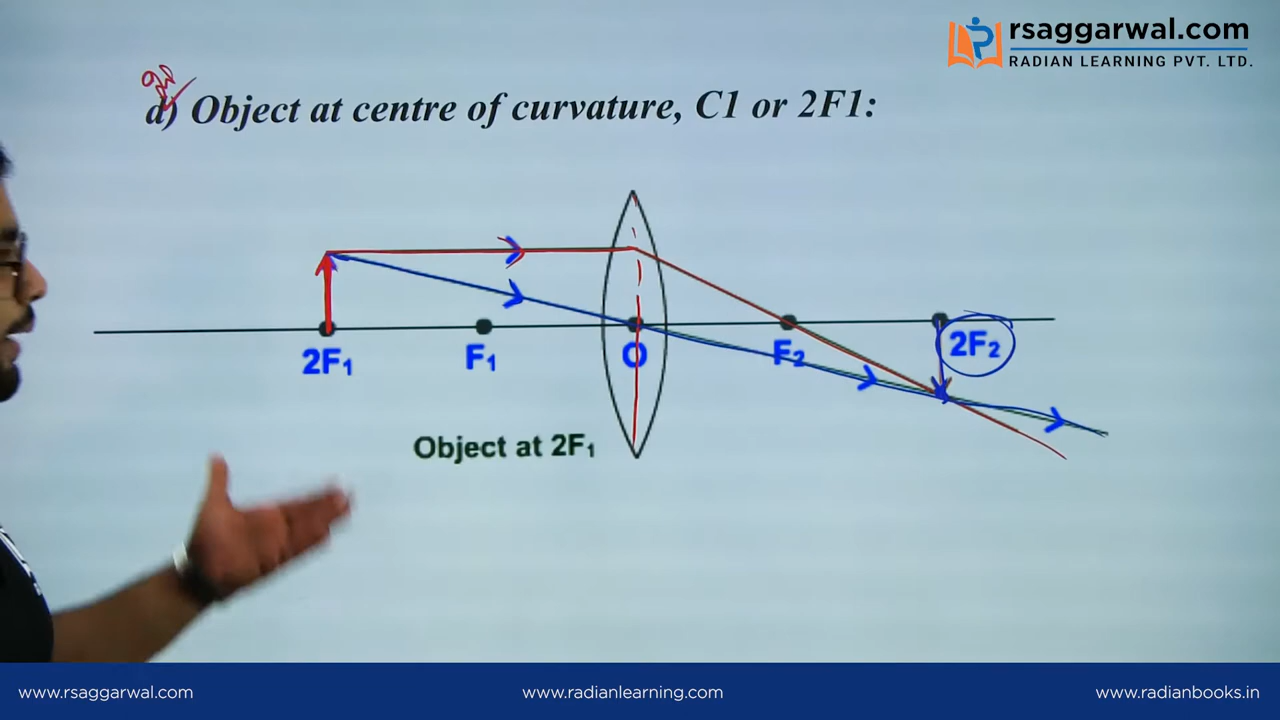 rsaggarwal.com
RADIAN LEARNING PVT. LTD.
d) Object at centre of curvature, C1 or 2F1:
2F₁
F₁
O
F₂
2F₂
Object at 2F₁
www.rsaggarwal.com
www.radianlearning.com
www.radianbooks.in